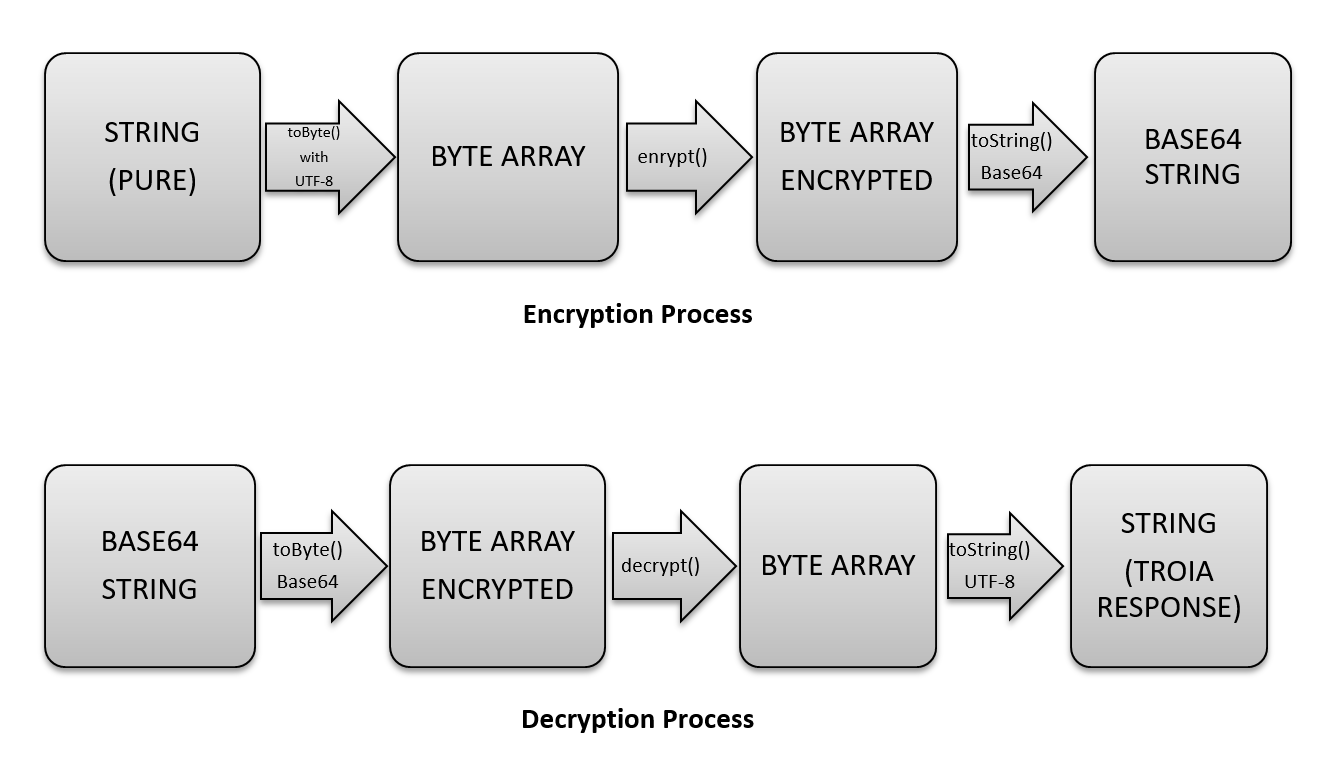 STRING
(PURE)
toByte()
with
UTF-8
BYTE ARRAY
enrypt()
BYTE ARRAY
ENCRYPTED
toString()
Base64
BASE64
STRING
Encryption Process
BASE64
STRING
toByte()
Base64
BYTE ARRAY
ENCRYPTED
decrypt()
BYTE ARRAY
toString()
UTF-8
STRING
(TROIA
RESPONSE)
Decryption Process